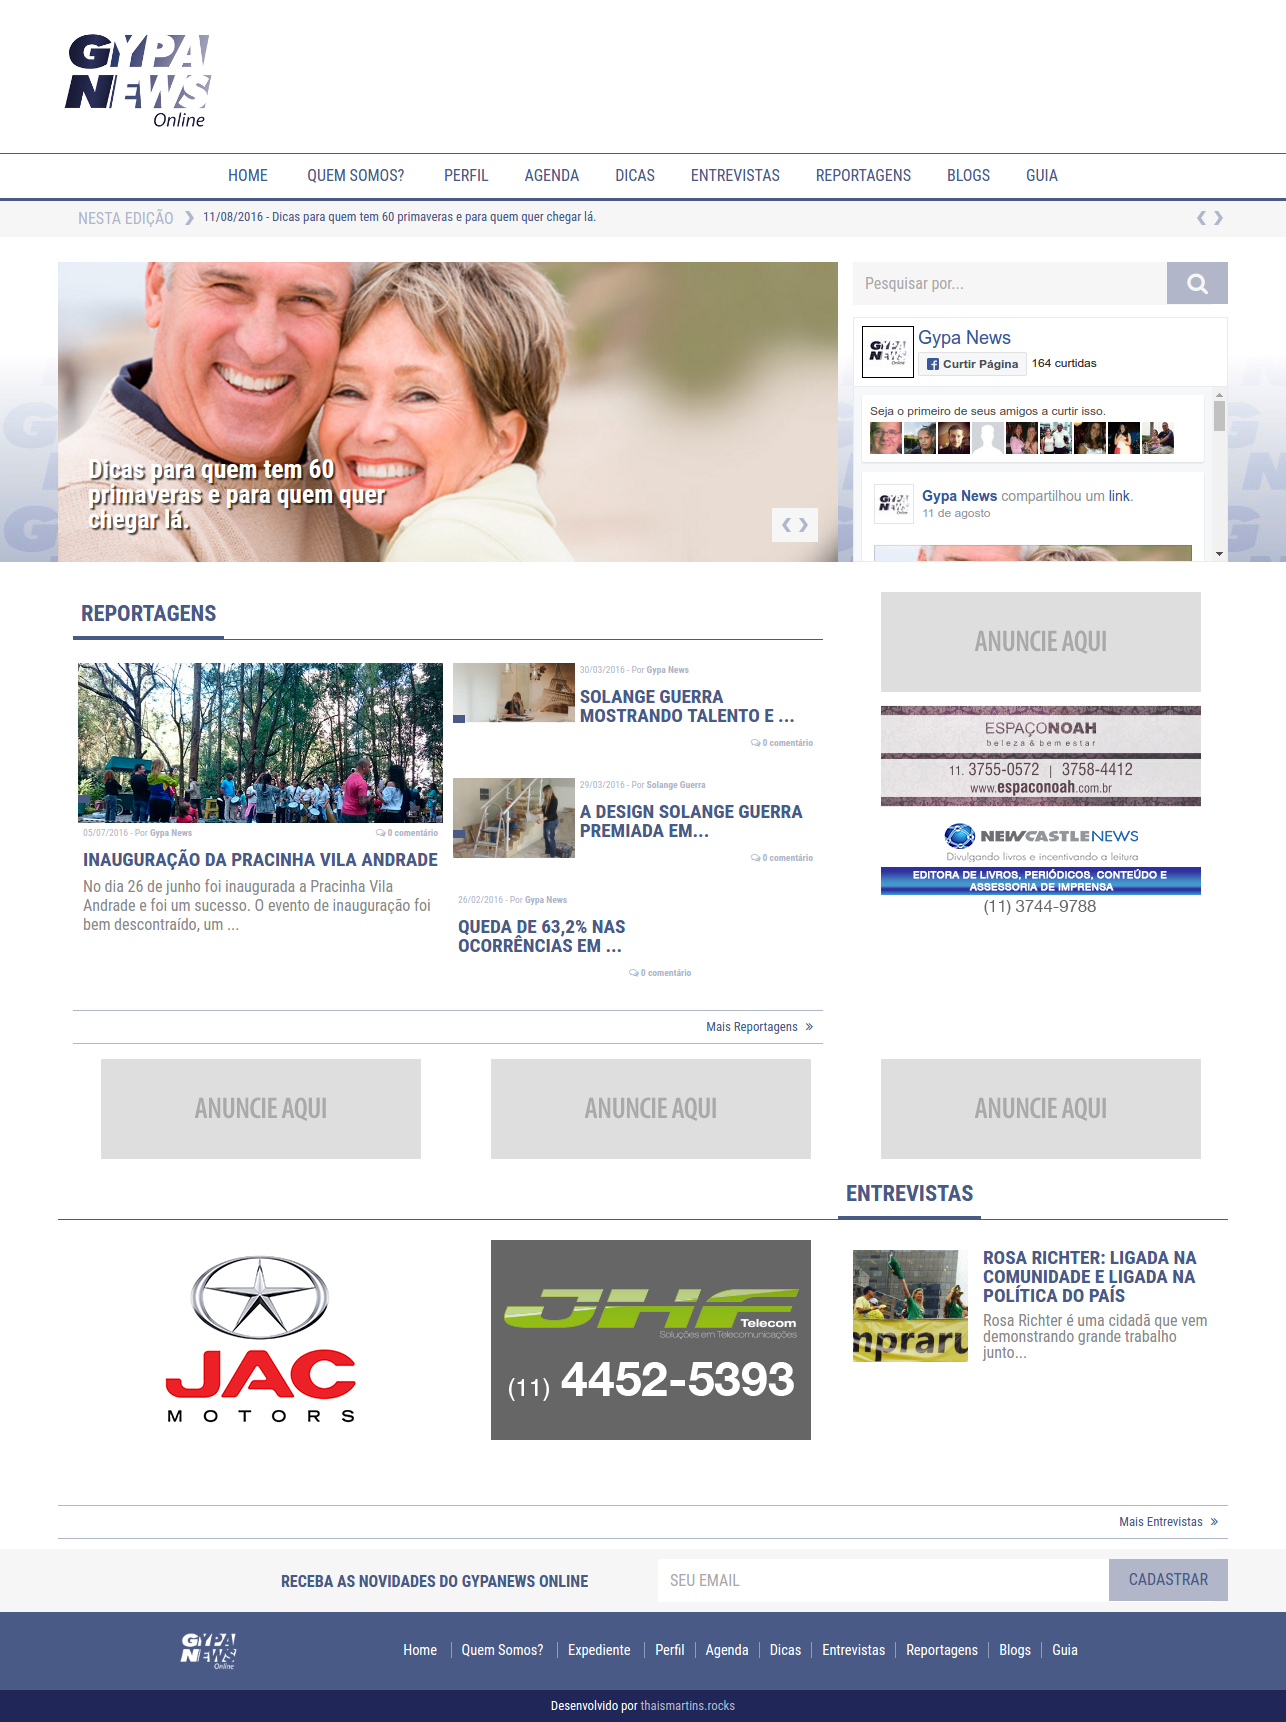 GYPA
NEWS
Online
HOME QUEM SOMOS? PERFIL AGENDA DICAS ENTREVISTAS REPORTAGENS BLOGS GUIA
NESTA EDIÇÃO ❯ 11/08/2016 - Dicas para quem tem 60 primaveras e para quem quer chegar lá. ❮ ❯
Dicas para quem tem 60
primaveras e para quem quer
chegar lá.
❮ ❯
Pesquisar por...
Gypa News
Curtir Página 164 curtidas
Seja o primeiro de seus amigos a curtir isso.
Gypa News compartilhou um link.
11 de agosto
REPORTAGENS
05/07/2016 - Por Gypa News 0 comentário
INAUGURAÇÃO DA PRACINHA VILA ANDRADE
No dia 26 de junho foi inaugurada a Pracinha Vila
Andrade e foi um sucesso. O evento de inauguração foi
bem descontraído, um ...
30/03/2016 - Por Gypa News
SOLANGE GUERRA
MOSTRANDO TALENTO E ...
0 comentário
29/03/2016 - Por Solange Guerra
A DESIGN SOLANGE GUERRA
PREMIADA EM...
0 comentário
26/02/2016 - Por Gypa News
QUEDA DE 63,2% NAS
OCORRÊNCIAS EM ...
0 comentário
Mais Reportagens »
ANUNCIE AQUI
ESPAÇONOAH
beleza & bem estar
11. 3755-0572 | 3758-4412
www.espaconoah.com.br
NEWCASTLENEWS
Divulgando livros e incentivando a leitura
EDITORA DE LIVROS, PERIÓDICOS, CONTEÚDO E
ASSESSORIA DE IMPRENSA
(11) 3744-9788
ANUNCIE AQUI ANUNCIE AQUI ANUNCIE AQUI
ENTREVISTAS
JAC
MOTORS
JHF
Telecom
Soluções em Telecomunicações
(11) 4452-5393
mpraru
ROSA RICHTER: LIGADA NA
COMUNIDADE E LIGADA NA
POLÍTICA DO PAÍS
Rosa Richter é uma cidadã que vem
demonstrando grande trabalho
junto...
Mais Entrevistas »
RECEBA AS NOVIDADES DO GYPANEWS ONLINE SEU EMAIL CADASTRAR
GYPA
NEWS
Online
Home Quem Somos? Expediente Perfil Agenda Dicas Entrevistas Reportagens Blogs Guia
Desenvolvido por thaismartins.rocks